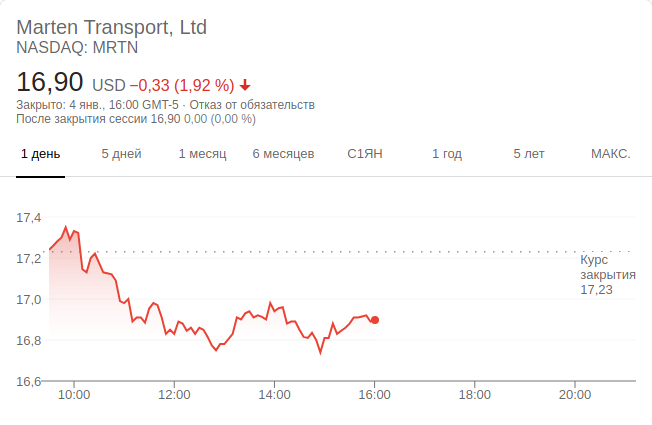 Marten Transport, Ltd
NASDAQ: MRTN
16,90 USD −0,33 (1,92 %)
Закрыто: 4 янв., 16:00 GMT-5 · Отказ от обязательств
После закрытия сессии 16,90 0,00 (0,00 %)
1 день 5 дней 1 месяц 6 месяцев С1ЯН 1 год 5 лет МАКС.
17,4
17,2
Курс
закрытия
17,23
17,0
16,8
16,6
10:00 12:00 14:00 16:00 18:00 20:00